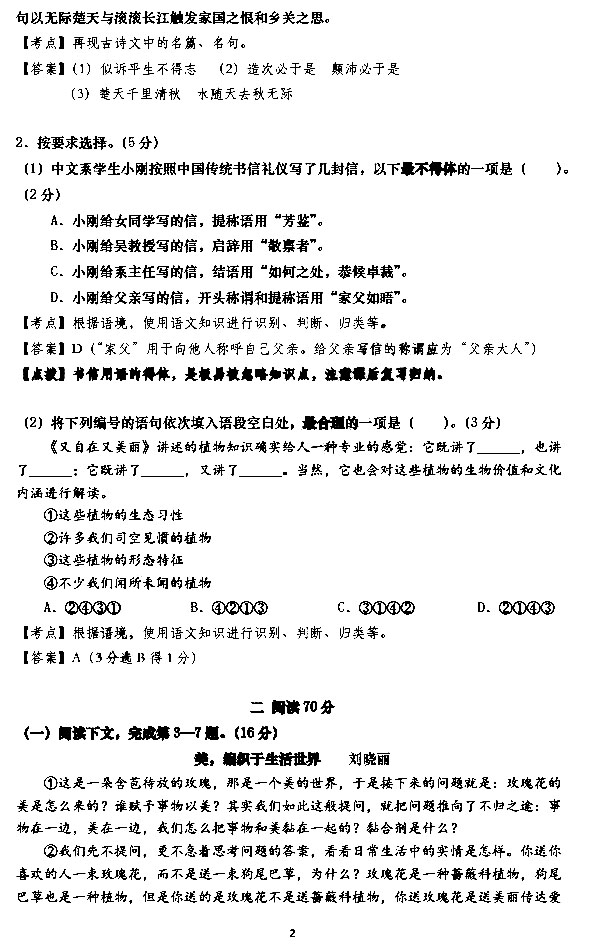 句以无际楚天与滚滚长江触发家国之恨和乡关之思。
【考点】再现古诗文中的名篇、名句。
【答案】(1) 似诉平生不得志 (2) 造次必于是 颠沛必于是
(3) 楚天千里清秋 水随天去秋无际
2. 按要求选择。(5 分)
(1) 中文系学生小刚按照中国传统书信礼仪写了几封信，以下最不得体的一项是（ ）。
(2 分)
A. 小刚给女同学写的信，提称语用“芳鉴”。
B. 小刚给吴教授写的信，启辞用“敬禀者”。
C. 小刚给系主任写的信，结语用“如何之处，恭候卓裁”。
D. 小刚给父亲写的信，开头称谓和提称语用“家父如晤”。
【考点】根据语境，使用语文知识进行识别、判断、归类等。
【答案】D（“家父”用于向他人称呼自己父亲。给父亲写信的称谓应为“父亲大人”）
【点拨】书信用语的得体，是极易被忽略知识点，注意课后复习归纳。
(2) 将下列编号的语句依次填入语段空白处，最合理的一项是（ ）。(3 分)
《又自在又美丽》讲述的植物知识确实给人一种专业的感觉：它既讲了______，也讲
了______；它既讲了______，又讲了______。当然，它也会对这些植物的生物价值和文化
内涵进行解读。
①这些植物的生态习性
②许多我们司空见惯的植物
③这些植物的形态特征
④不少我们闻所未闻的植物
A. ②④③① B. ④②①③ C. ③①④② D. ②①④③
【考点】根据语境，使用语文知识进行识别、判断、归类等。
【答案】A（3 分选 B 得 1 分）
二 阅读 70 分
（一）阅读下文，完成第 3—7 题。(16 分)
美，编织于生活世界 刘晓丽
①这是一朵含苞待放的玫瑰，那是一个美的世界，于是接下来的问题就是：玫瑰花的
美是怎么来的？谁赋予事物以美？其实我们如此这般提问，就把问题推向了不归之途：事
物在一边，美在一边，我们怎么把事物和美黏在一起的？黏合剂是什么？
②我们先不提问，更不急着思考问题的答案，看看日常生活中的实情是怎样。你送你
喜欢的人一束玫瑰花，而不是送一束狗尾巴草，为什么？玫瑰花是一种蔷薇科植物，狗尾
巴草也是一种植物，但是你送的是玫瑰花不是送蔷薇科植物，你送玫瑰花是送美丽传达爱
2